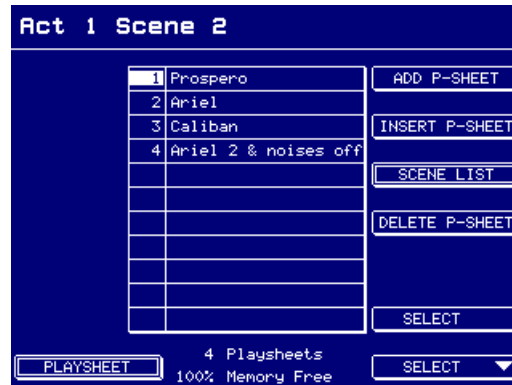 Act 1 Scene 2
1 Prospero
2 Ariel
3 Caliban
4 Ariel 2 & noises off
ADD P-SHEET
INSERT P-SHEET
SCENE LIST
DELETE P-SHEET
SELECT
PLAYSHEET
4 Playsheets
100% Memory Free
SELECT